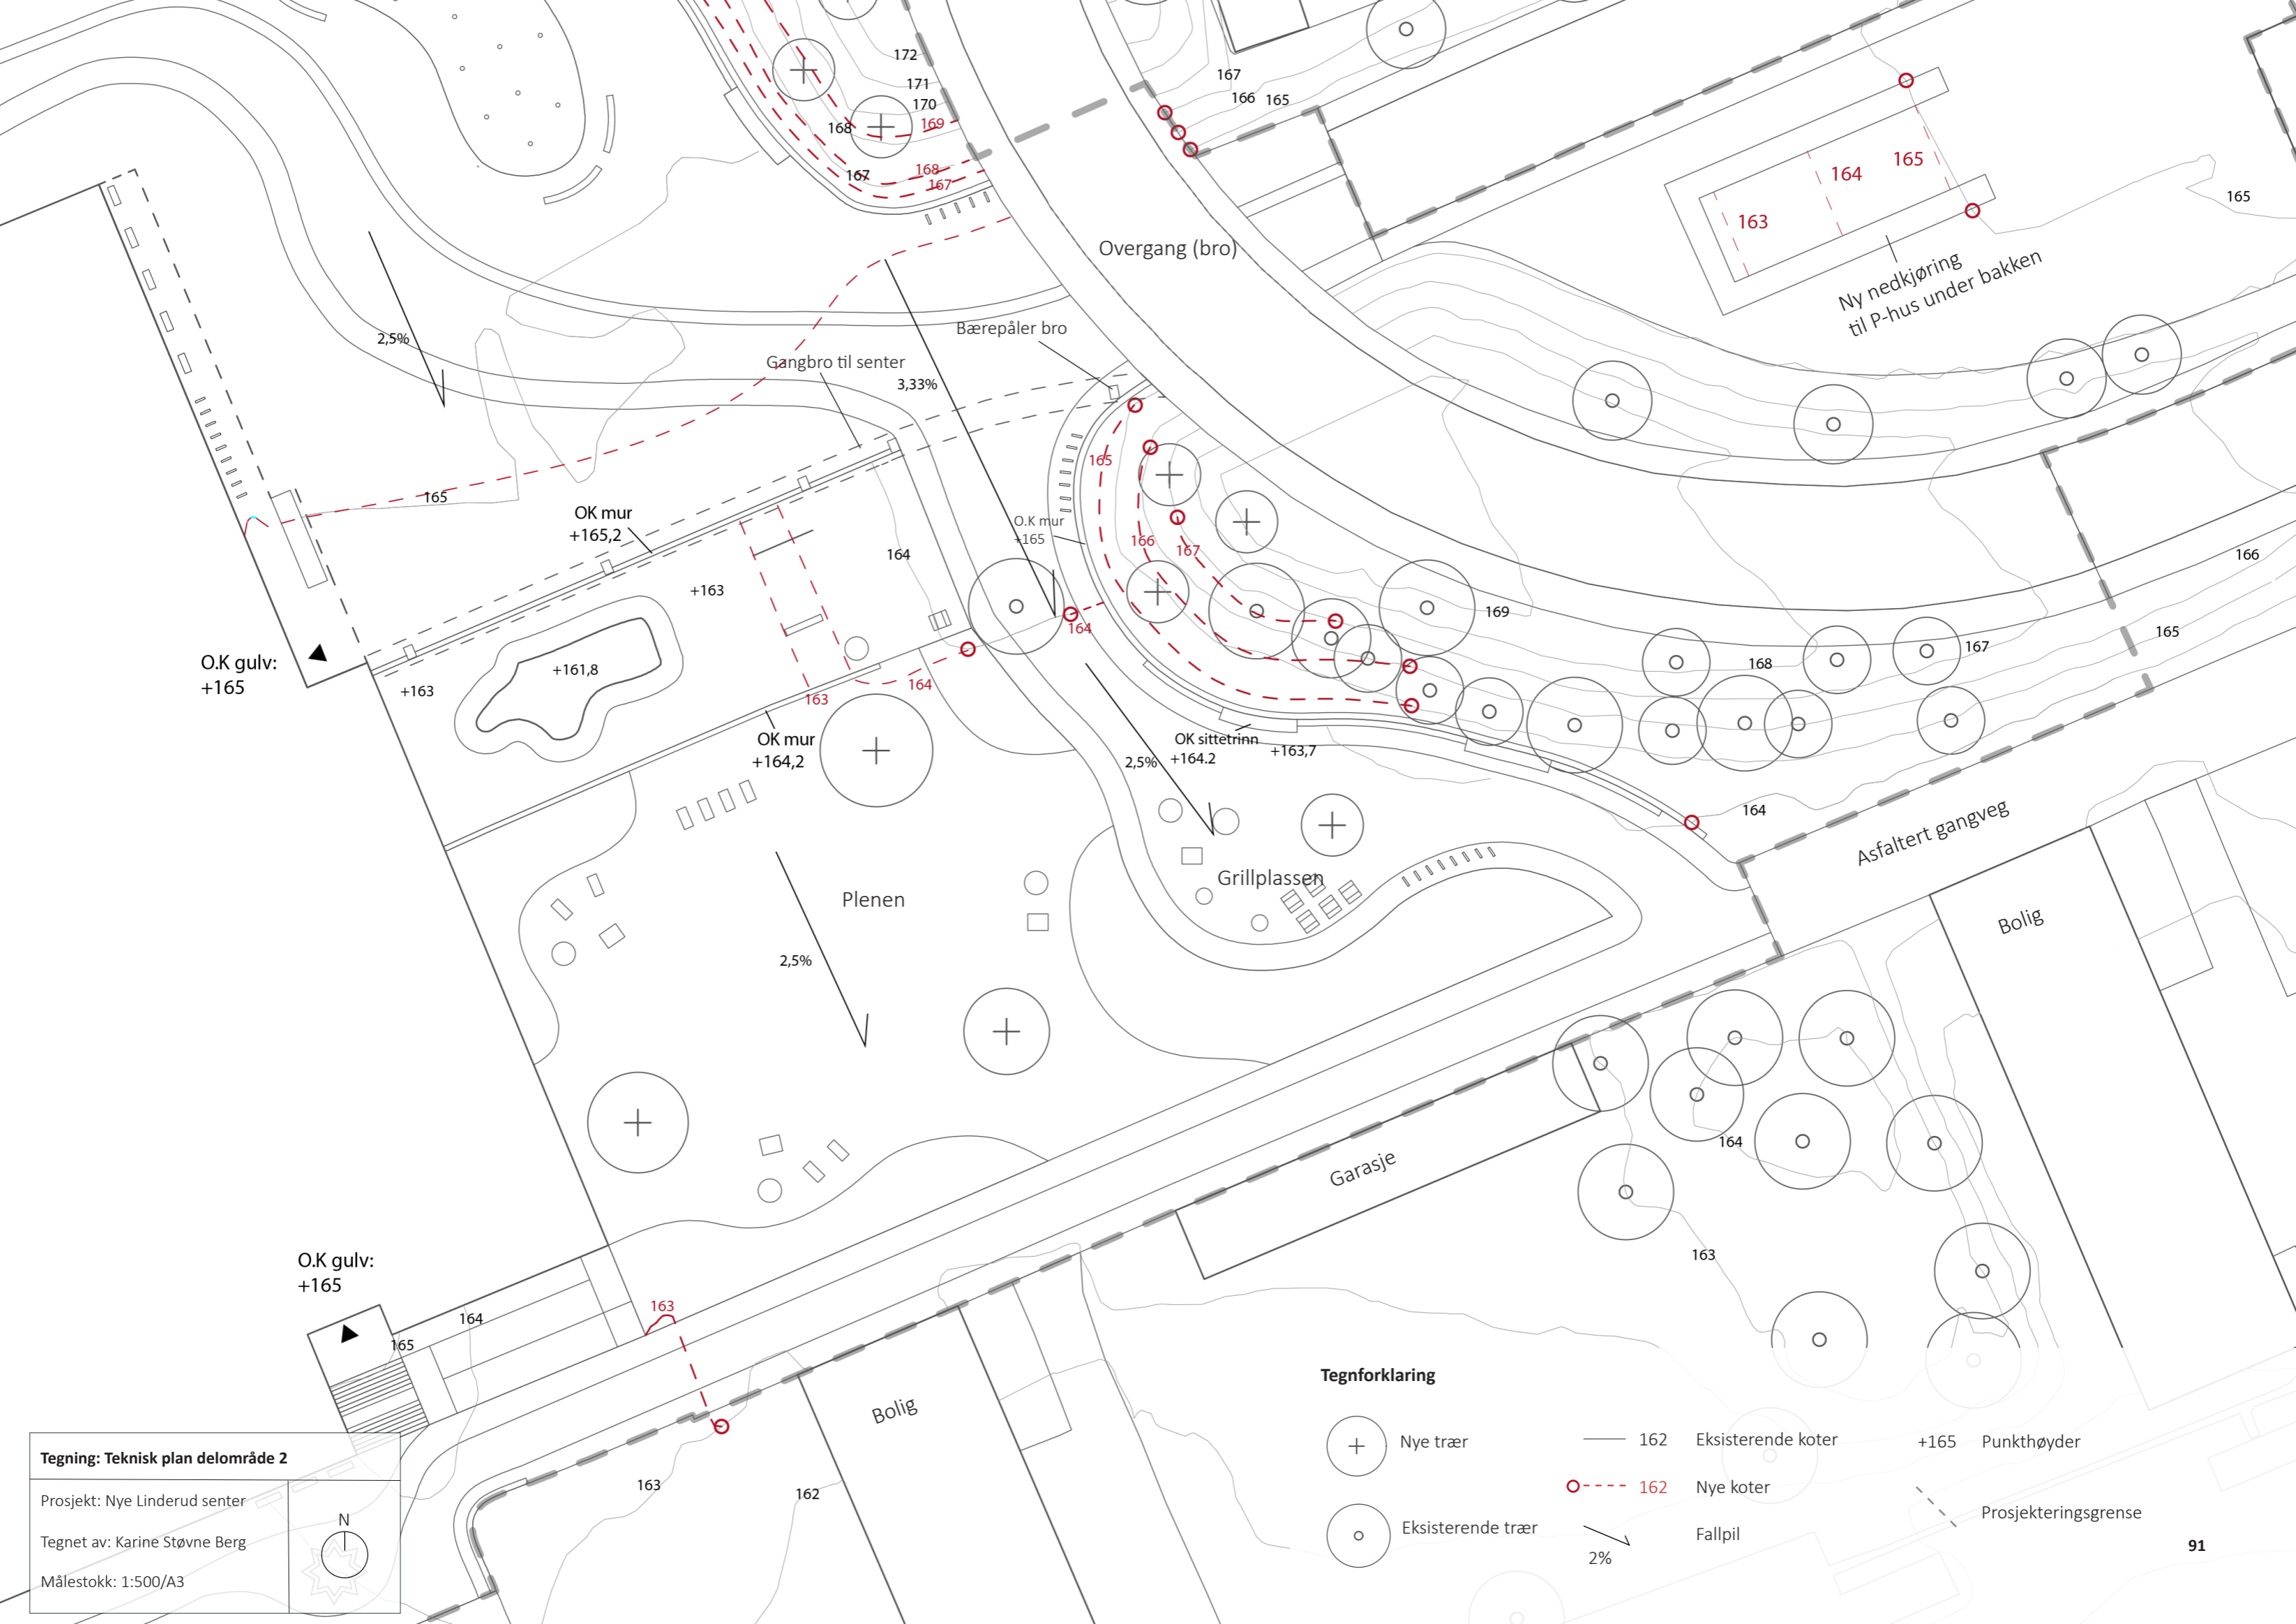 172
171
170
169
168
168
167
167
167
166
165
Overgang (bro)
163
164
165
165
Ny nedkjøring
til P-hus under bakken
2,5%
Bærepåler bro
Gangbro til senter
3,33%
165
OK mur
+165,2
O.K mur
+165
165
166
167
164
+163
169
166
165
167
168
O.K gulv:
+165
+163
+161,8
163
164
164
OK mur
+164,2
OK sittetrinn
+164.2
+163,7
2,5%
164
Asfaltert gangveg
Grillplassen
Plenen
2,5%
Bolig
Garasje
164
163
O.K gulv:
+165
164
165
163
Bolig
163
162
Tegning: Teknisk plan delområde 2
Prosjekt: Nye Linderud senter
Tegnet av: Karine Støvne Berg
Målestokk: 1:500/A3
N
Tegnforklaring
Nye trær
Eksisterende trær
162 Eksisterende koter
162 Nye koter
Fallpil
2%
+165 Punkthøyder
Prosjekteringsgrense
91